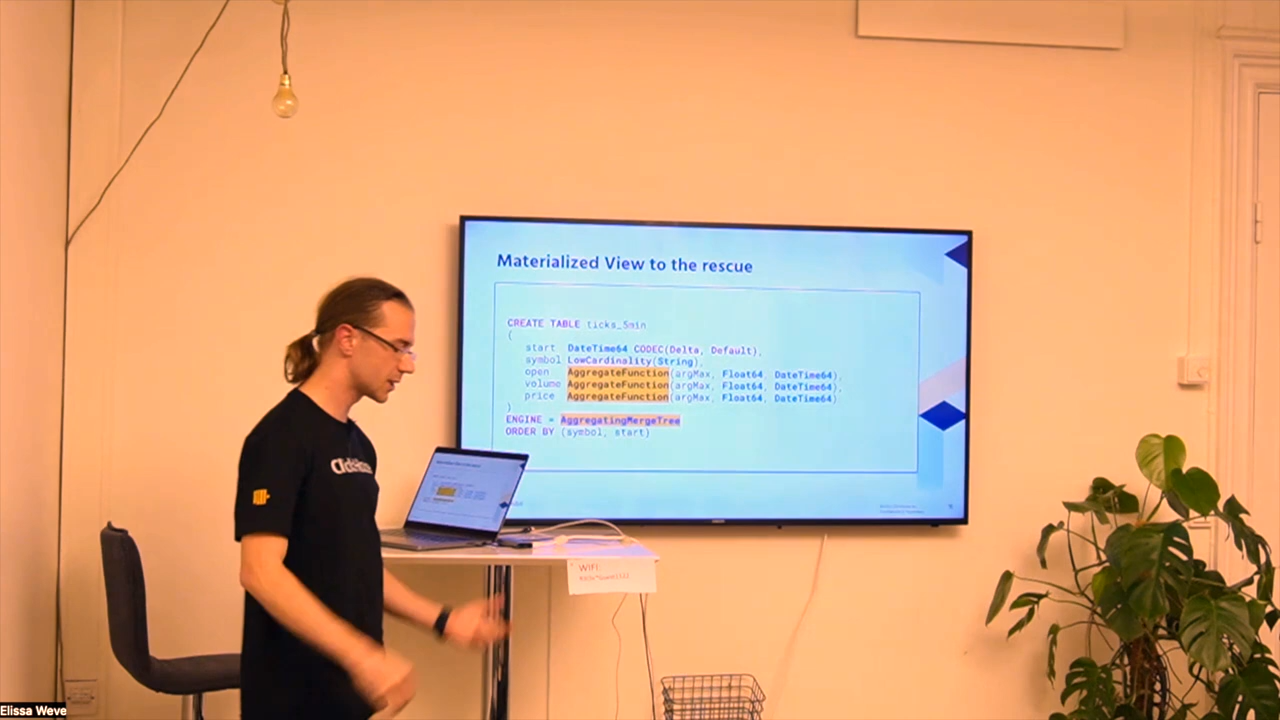 Materialized View to the rescue
CREATE TABLE ticks_5min
(
start DateTime64 CODEC(Delta, Default),
symbol LowCardinality(String),
open AggregateFunction(argMax, Float64, DateTime64),
volume AggregateFunction(argMax, Float64, DateTime64),
price AggregateFunction(argMax, Float64, DateTime64)
)
ENGINE = AggregatingMergeTree
ORDER BY (symbol, start)
WIFI
Elissa Weve